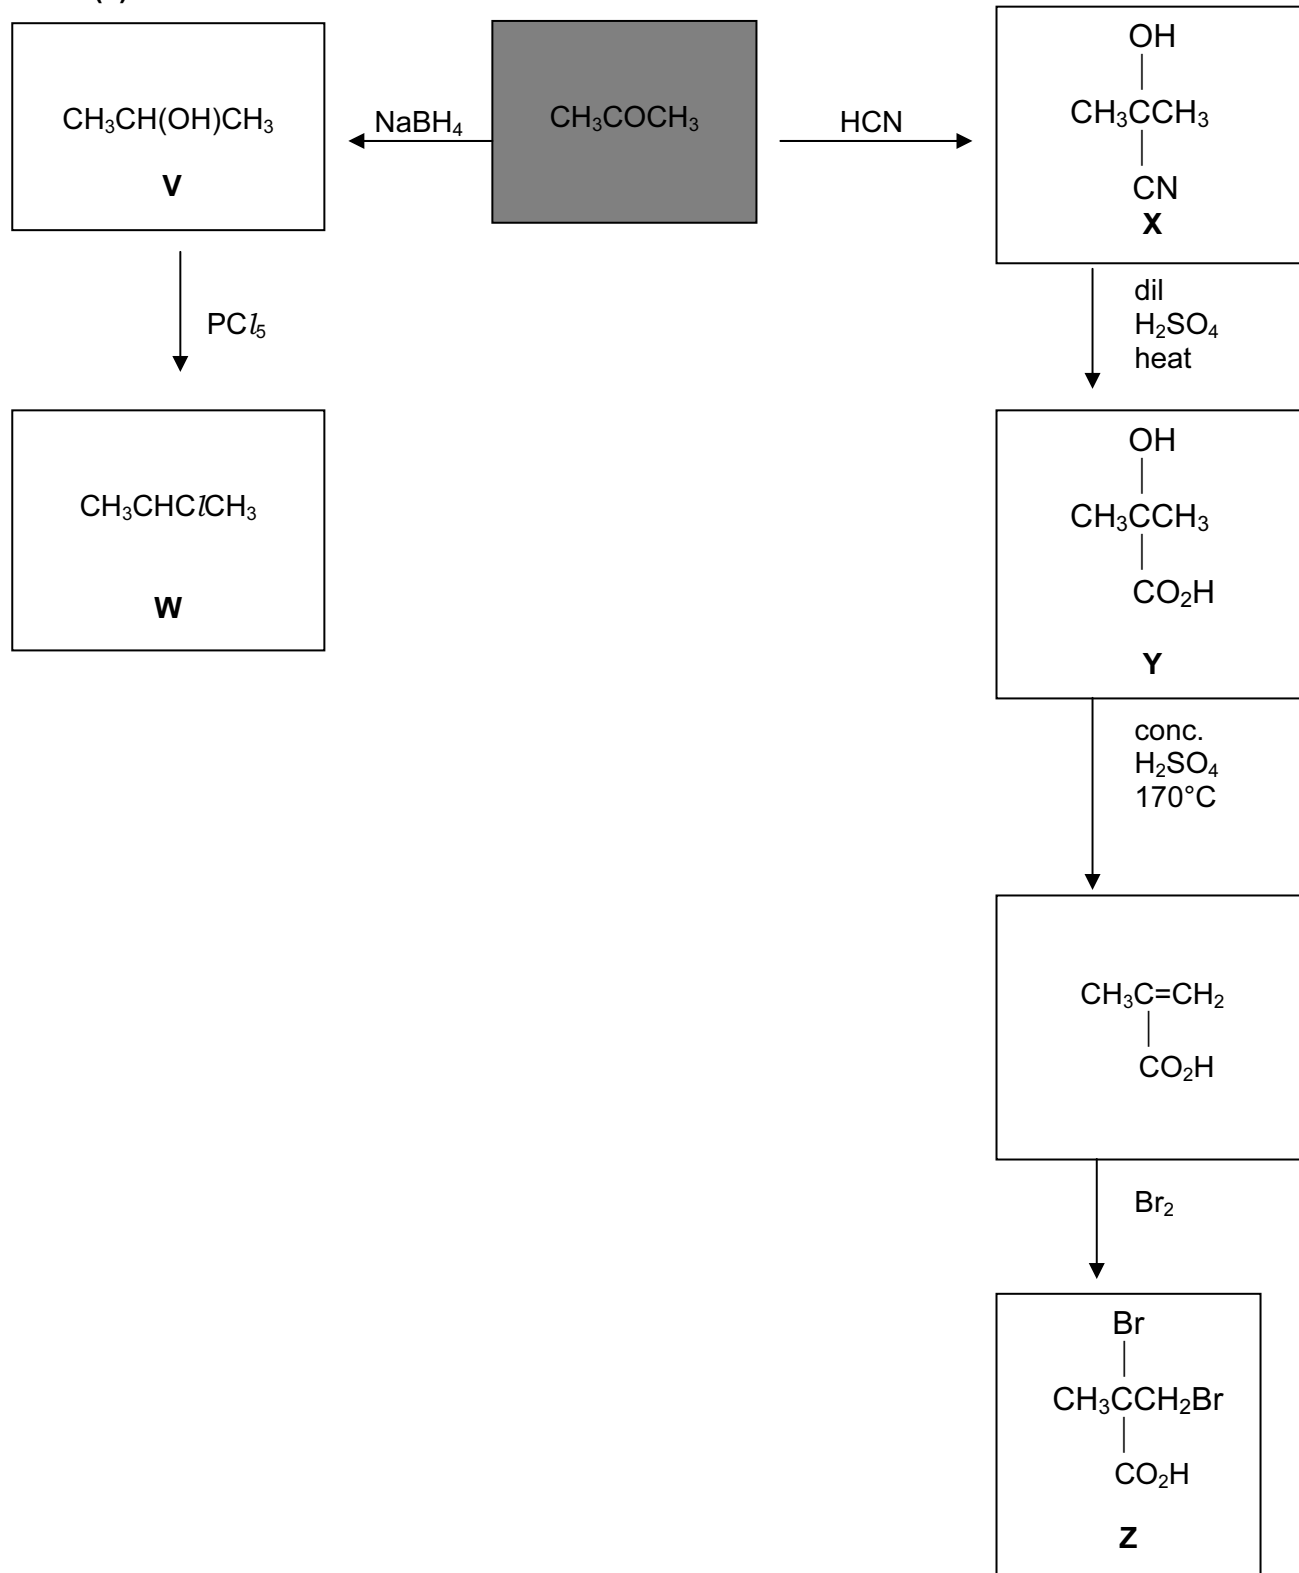 CH₃CH(OH)CH₃
V
NaBH₄
CH₃COCH₃
HCN
OH
CH₃CCH₃
CN
X
PCl₅
dil
H₂SO₄
heat
CH₃CHClCH₃
W
OH
CH₃CCH₃
CO₂H
Y
conc.
H₂SO₄
170°C
CH₃C=CH₂
CO₂H
Br₂
Br
CH₃CCH₂Br
CO₂H
Z